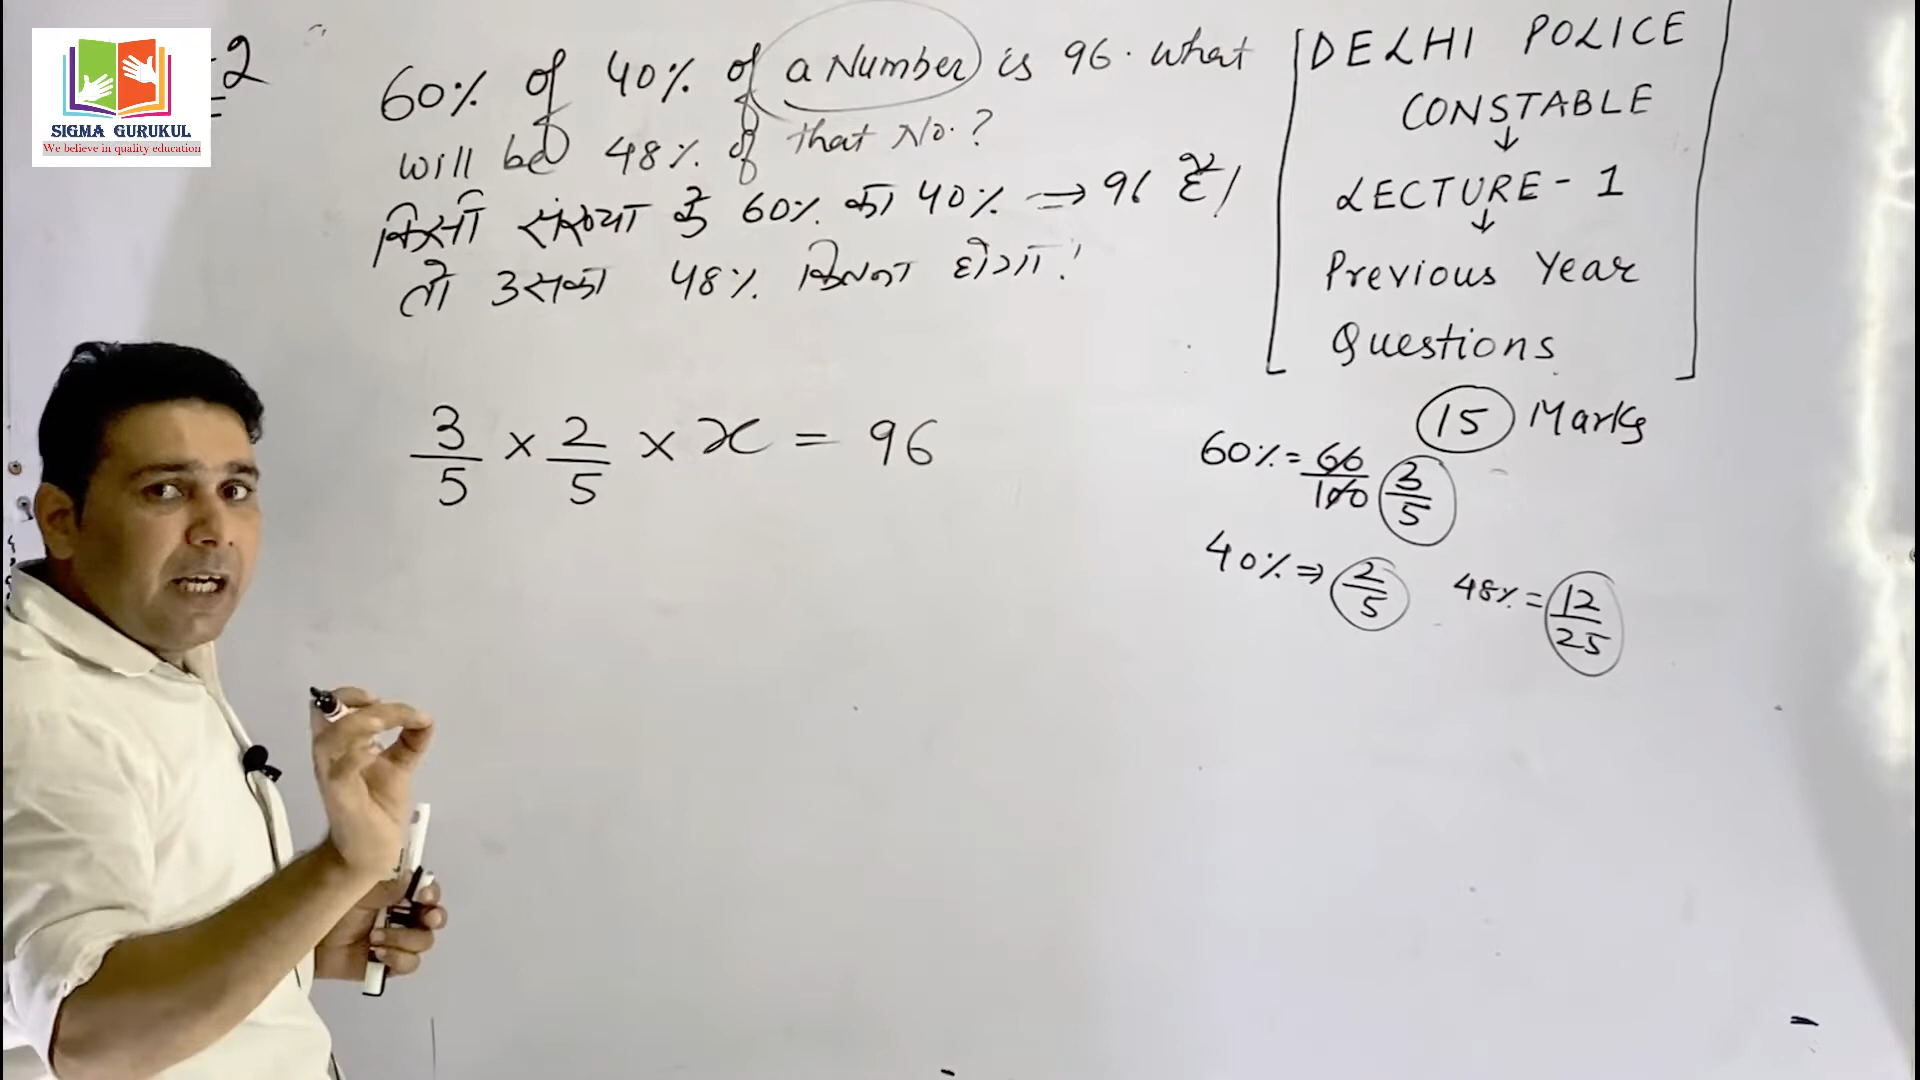 SIGMA GURUKUL
We believe in quality education
-2
60% of 40% of a Number is 96. What
will be 48% of that No.?
किसी संख्या के 60% का 40% ⇒ 96 है।
तो उसका 48% कितना होगा?
DELHI POLICE
CONSTABLE
↓
LECTURE-1
↓
Previous Year
Questions
15 Marks
3/5 × 2/5 × x = 96
60% = 60/100 3/5
40% ⇒ 2/5
48% = 12/25